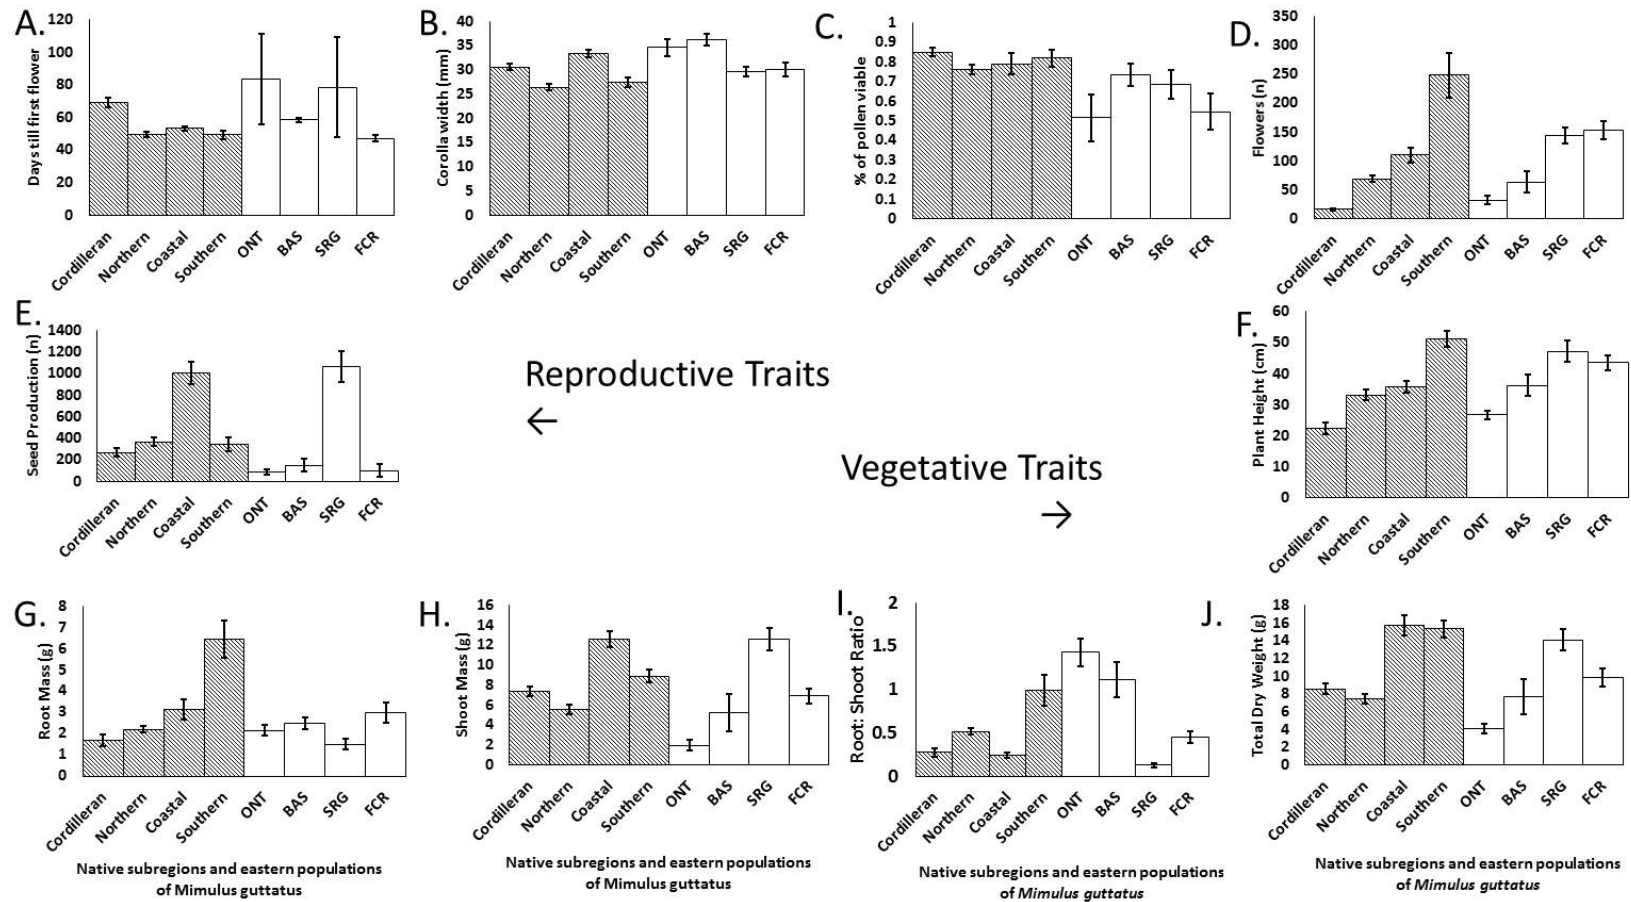 A.
Days till first flower
120
100
80
60
40
20
0
Cordilleran
Northern
Coastal
Southern
ONT
BAS
SRG
FCR
B.
Corolla width (mm)
40
35
30
25
20
15
10
5
0
Cordilleran
Northern
Coastal
Southern
ONT
BAS
SRG
FCR
C.
% of pollen viable
1
0.9
0.8
0.7
0.6
0.5
0.4
0.3
0.2
0.1
0
Cordilleran
Northern
Coastal
Southern
ONT
BAS
SRG
FCR
D.
Flowers (n)
350
300
250
200
150
100
50
0
Cordilleran
Northern
Coastal
Southern
ONT
BAS
SRG
FCR
E.
Seed Production (n)
1400
1200
1000
800
600
400
200
0
Cordilleran
Northern
Coastal
Southern
ONT
BAS
SRG
FCR
Reproductive Traits
←
Vegetative Traits
→
F.
Plant Height (cm)
60
50
40
30
20
10
0
Cordilleran
Northern
Coastal
Southern
ONT
BAS
SRG
FCR
G.
Root Mass (g)
8
7
6
5
4
3
2
1
0
Cordilleran
Northern
Coastal
Southern
ONT
BAS
SRG
FCR
Native subregions and eastern populations
of Mimulus guttatus
H.
Shoot Mass (g)
16
14
12
10
8
6
4
2
0
Cordilleran
Northern
Coastal
Southern
ONT
BAS
SRG
FCR
Native subregions and eastern populations
of Mimulus guttatus
I.
Root: Shoot Ratio
2
1.5
1
0.5
0
Cordilleran
Northern
Coastal
Southern
ONT
BAS
SRG
FCR
Native subregions and eastern populations
of Mimulus guttatus
J.
Total Dry Weight (g)
18
16
14
12
10
8
6
4
2
0
Cordilleran
Northern
Coastal
Southern
ONT
BAS
SRG
FCR
Native subregions and eastern populations
of Mimulus guttatus